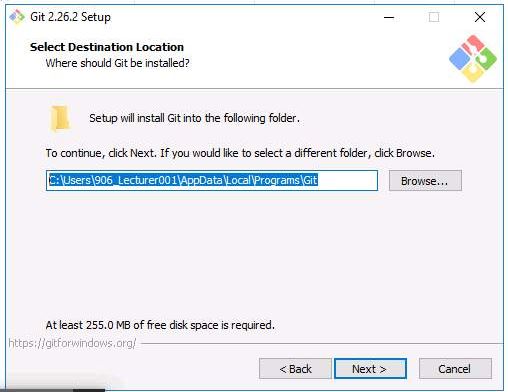 Git 2.26.2 Setup
Select Destination Location
Where should Git be installed?
Setup will install Git into the following folder.
To continue, click Next. If you would like to select a different folder, click Browse.
C:\Users\906_Lecturer001\AppData\Local\Programs\Git
Browse...
At least 255.0 MB of free disk space is required.
https://gitforwindows.org/
< Back
Next >
Cancel